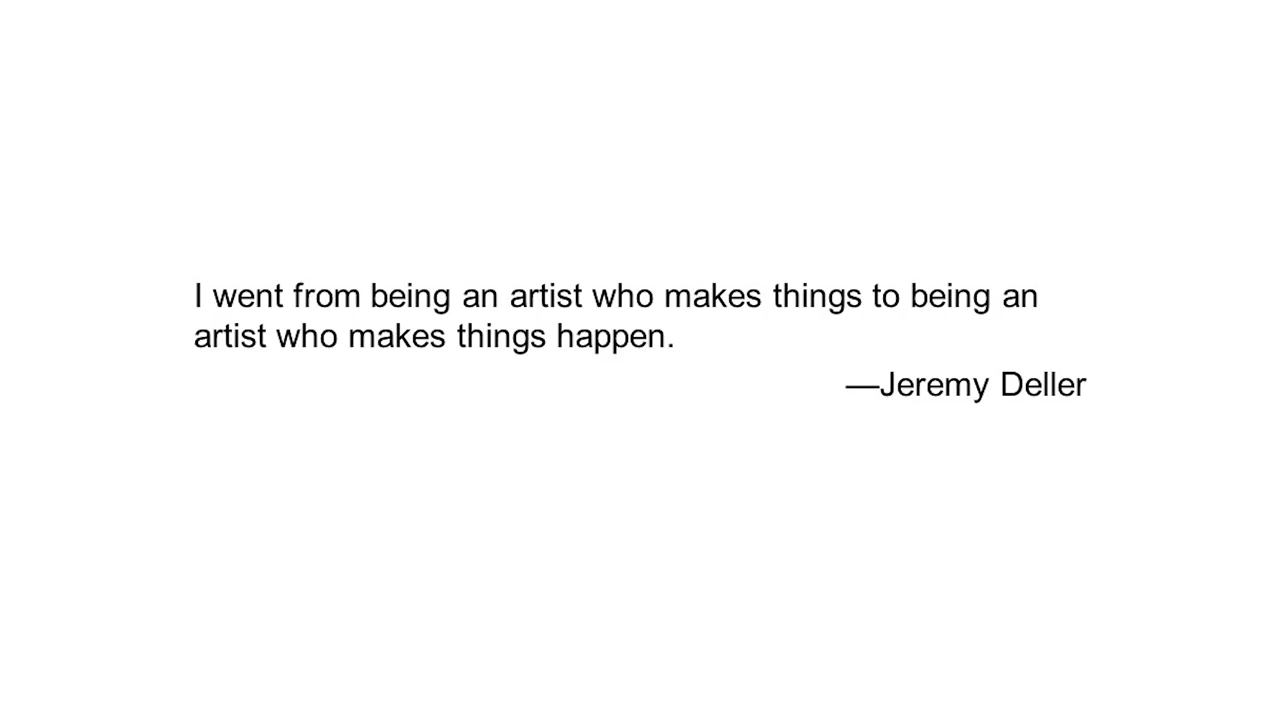 I went from being an artist who makes things to being an
artist who makes things happen.
—Jeremy Deller